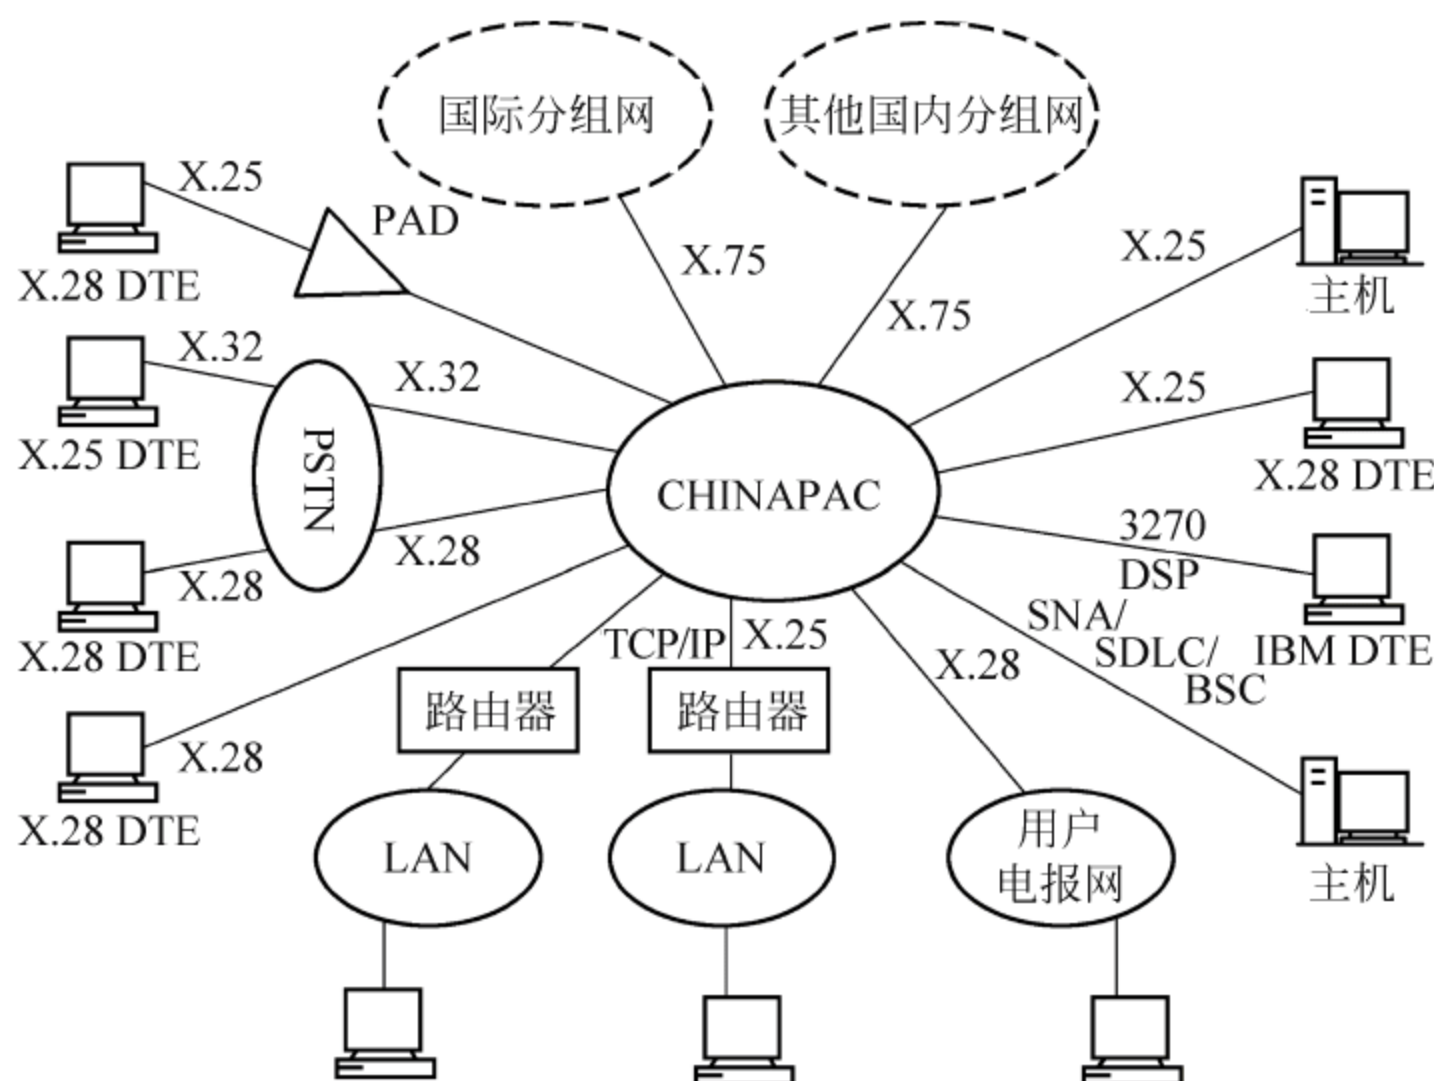 国际分组网
其他国内分组网
X.25
PAD
X.28 DTE
X.75
X.75
X.25
主机
X.32
X.32
X.25 DTE
PSTN
CHINAPAC
X.25
X.28 DTE
X.28
X.28
X.28 DTE
3270
DSP
IBM DTE
SNA/
SDLC/
BSC
TCP/IP
X.25
X.28
路由器
路由器
X.28
X.28 DTE
LAN
LAN
用户
电报网
主机